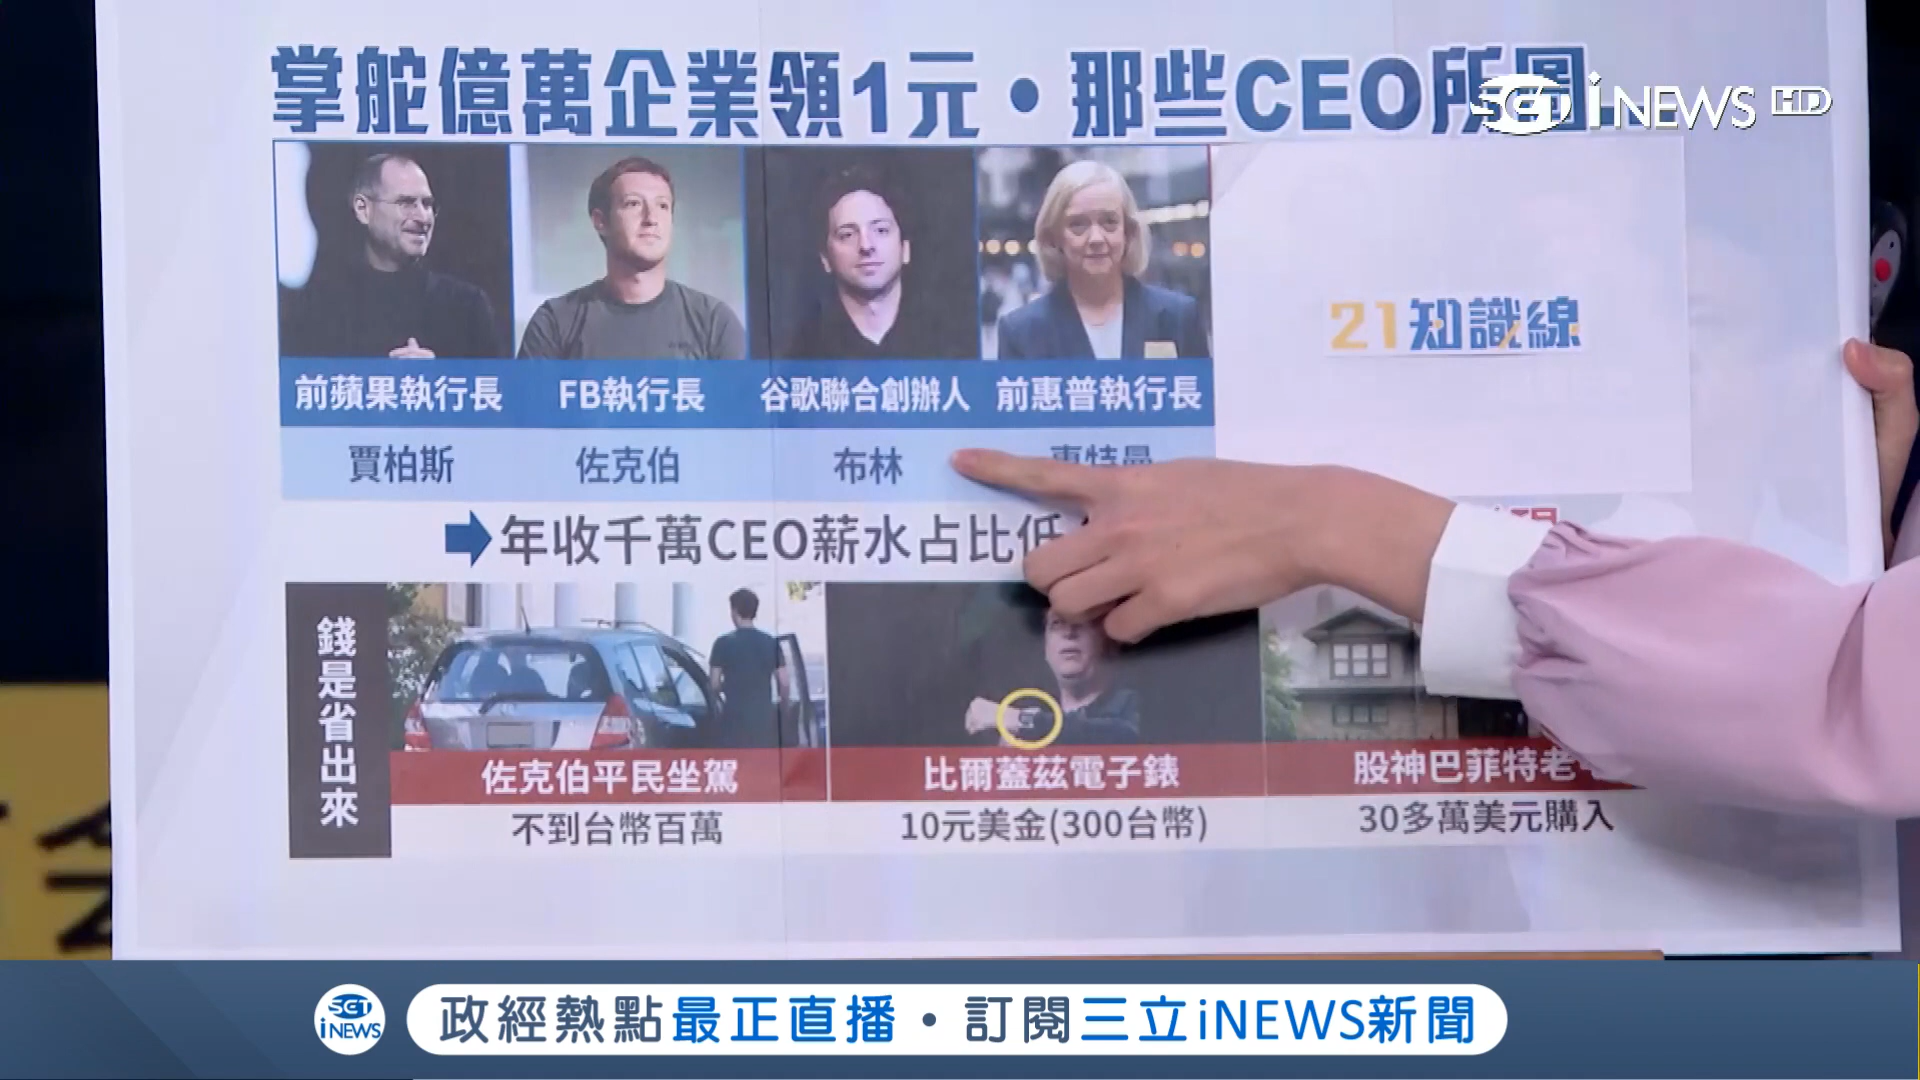 掌舵億萬企業領1元·那些CEO所圖
SET iNEWS HD
前蘋果執行長
FB執行長
谷歌聯合創辦人
前惠普執行長
21知識線
賈柏斯
佐克伯
布林
惠特曼
年收千萬CEO薪水占比低
錢是省出來
佐克伯平民坐駕
比爾蓋茲電子錶
股神巴菲特老
不到台幣百萬
10元美金(300台幣)
30多萬美元購入
SET iNEWS
政經熱點最正直播·訂閱三立iNEWS新聞